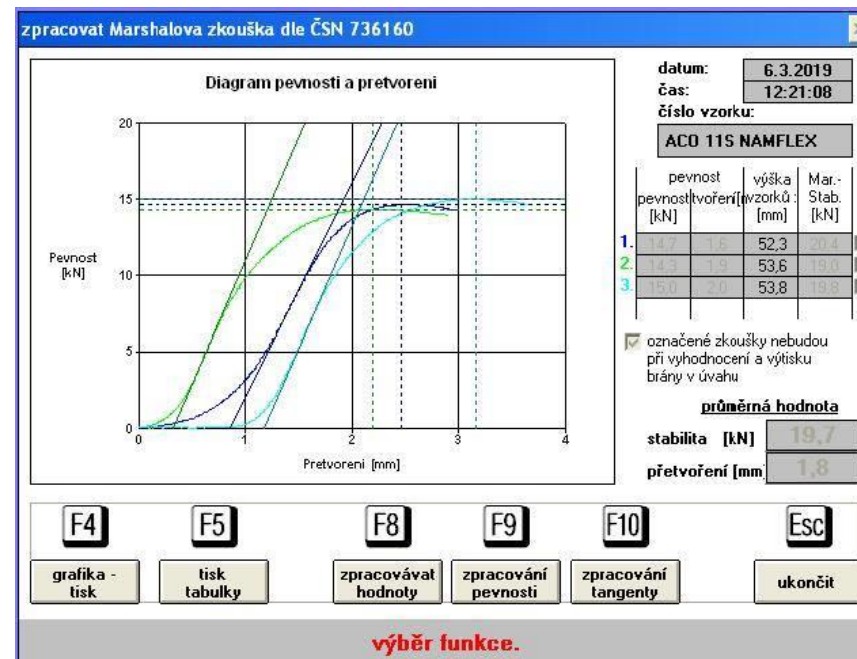 zpracovat Marshalova zkouška dle ČSN 736160
Diagram pevnosti a pretvoreni
Pevnost
[kN]
20
15
10
5
0
0 1 2 3 4
Pretvoreni [mm]
datum: 6.3.2019
čas: 12:21:08
číslo vzorku:
ACO 11S NAMFLEX
pevnost výška Mar.-
pevnost tvoření[m vzorků : Stab.
[kN] [mm] [kN]
1. 14,7 1,6 52,3 20,4
2. 14,3 1,9 53,6 19,0
3. 15,0 2,0 53,8 19,8
označené zkoušky nebudou
při vyhodnocení a výtisku
brány v úvahu
průměrná hodnota
stabilita [kN] 19,7
přetvoření [mm] 1,8
F4 F5 F8 F9 F10 Esc
grafika -
tisk
tisk
tabulky
zpracovávat
hodnoty
zpracování
pevnosti
zpracování
tangenty
ukončit
výběr funkce.